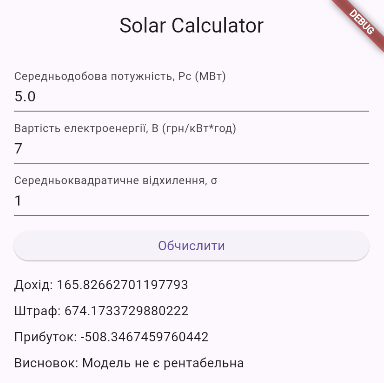 DEBUG
Solar Calculator
Середньодобова потужність, Pc (МВт)
5.0
Вартість електроенергії, B (грн/кВт*год)
7
Середньоквадратичне відхилення, σ
1
Обчислити
Дохід: 165.82662701197793
Штраф: 674.1733729880222
Прибуток: -508.3467459760442
Висновок: Модель не є рентабельна